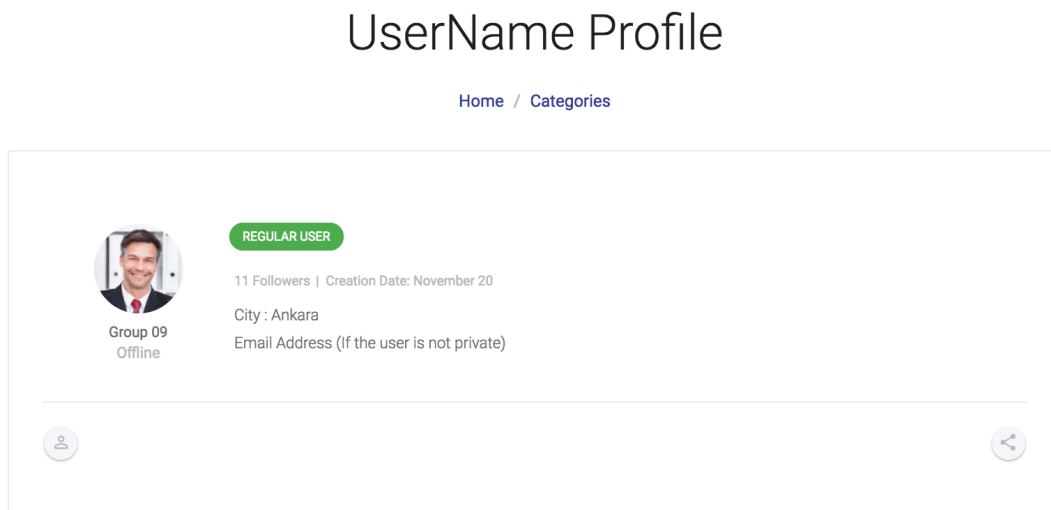 UserName Profile
Home / Categories
REGULAR USER
11 Followers | Creation Date: November 20
City : Ankara
Email Address (If the user is not private)
Group 09
Offline